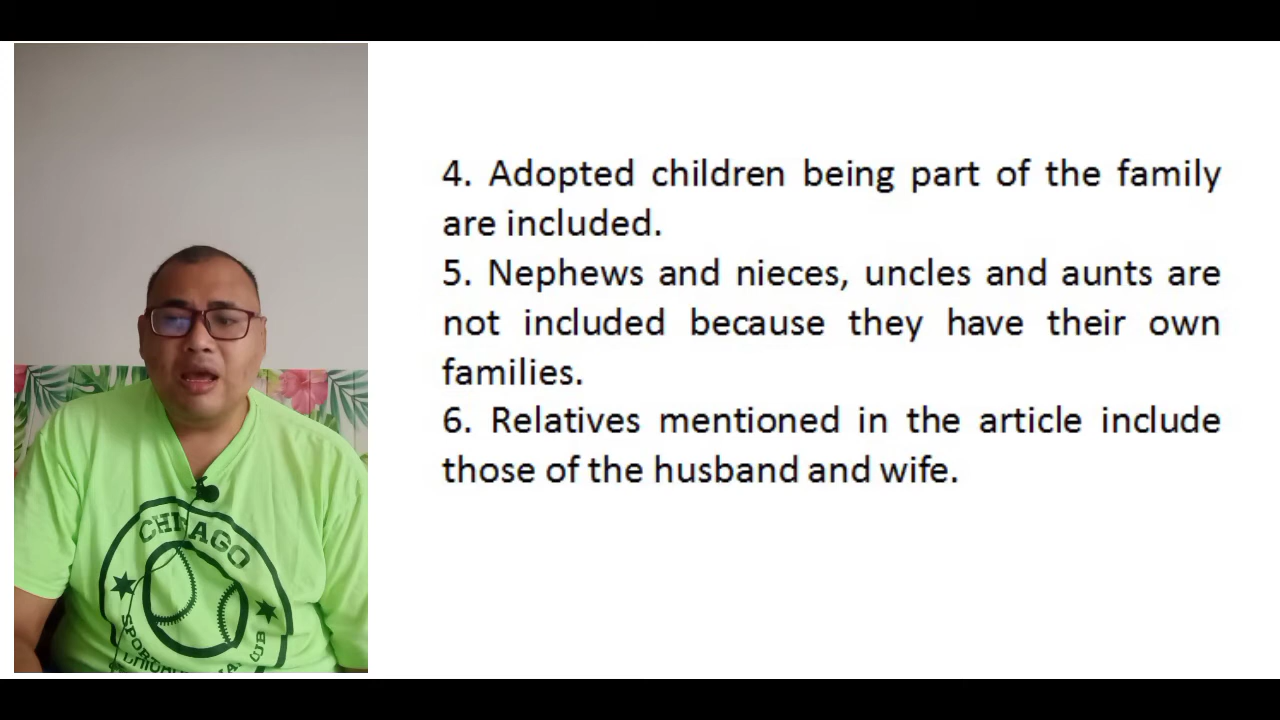 4. Adopted children being part of the family
are included.
5. Nephews and nieces, uncles and aunts are
not included because they have their own
families.
6. Relatives mentioned in the article include
those of the husband and wife.
CHICAGO